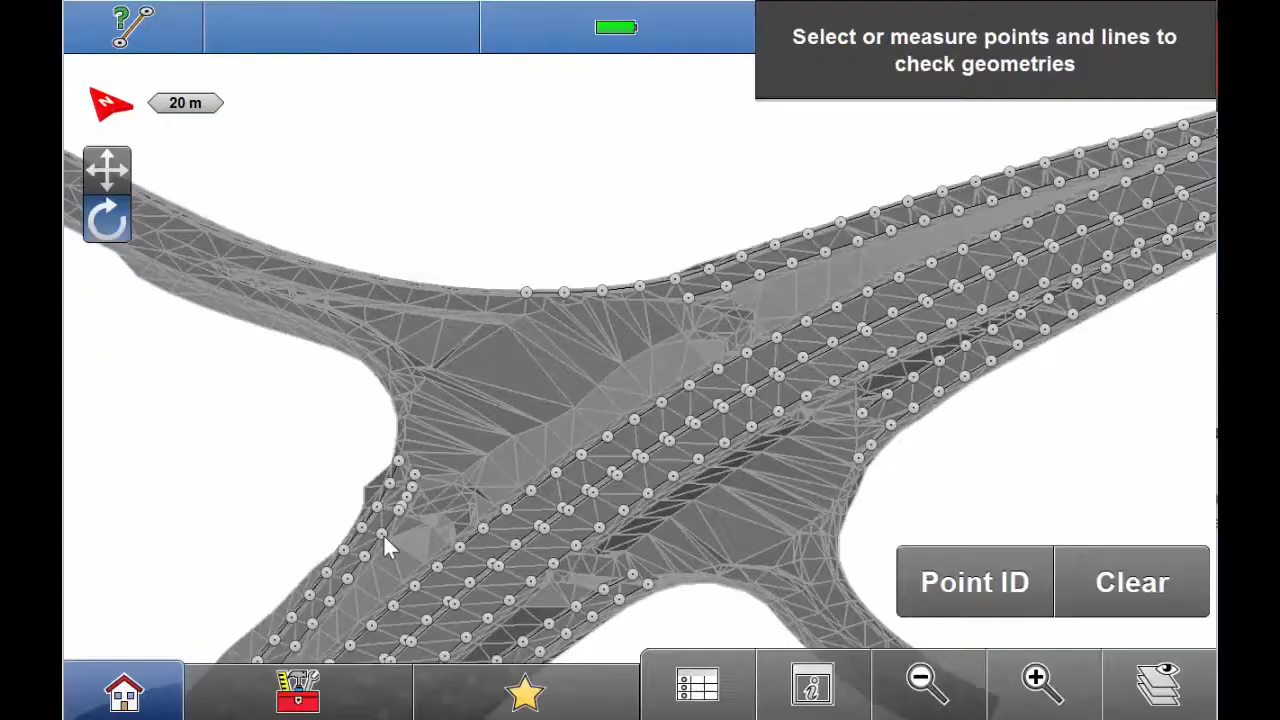 Select or measure points and lines to
check geometries
N
20 m
Point ID
Clear